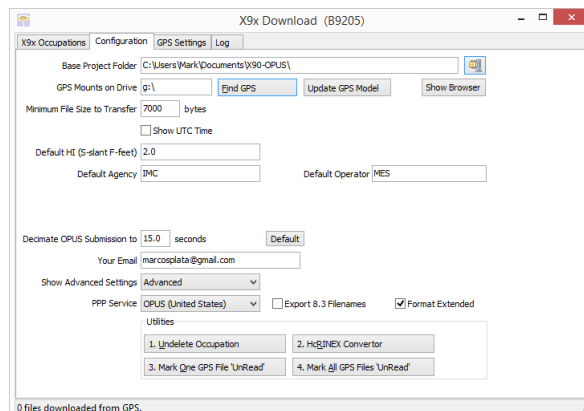 X9x Download (B9205)
X9x Occupations Configuration GPS Settings Log
Base Project Folder C:\Users\Mark\Documents\X90-OPUS\
GPS Mounts on Drive g:\ Find GPS Update GPS Model Show Browser
Minimum File Size to Transfer 7000 bytes
Show UTC Time
Default HI (S-slant F-feet) 2.0
Default Agency IMC Default Operator MES
Decimate OPUS Submission to 15.0 seconds Default
Your Email marcosplata@gmail.com
Show Advanced Settings Advanced
PPP Service OPUS (United States) Export 8.3 Filenames Format Extended
Utilities
1. Undelete Occupation 2. HcRINEX Convertor
3. Mark One GPS File 'UnRead' 4. Mark All GPS Files 'UnRead'
0 files downloaded from GPS.